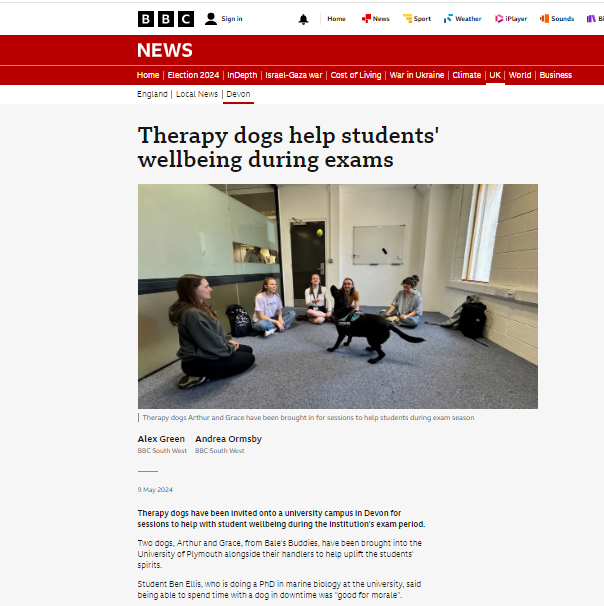 BBC Sign in Home News Sport Weather iPlayer Sounds
NEWS
Home Election 2024 InDepth Israel-Gaza war Cost of Living War in Ukraine Climate UK World Business
England Local News Devon
Therapy dogs help students'
wellbeing during exams
Therapy dogs Arthur and Grace have been brought in for sessions to help students during exam season
Alex Green Andrea Ormsby
BBC South West BBC South West
9 May 2024
Therapy dogs have been invited onto a university campus in Devon for
sessions to help with student wellbeing during the institution's exam period.
Two dogs, Arthur and Grace, from Bale's Buddies, have been brought into the
University of Plymouth alongside their handlers to help uplift the students'
spirits.
Student Ben Ellis, who is doing a PhD in marine biology at the university, said
being able to spend time with a dog in downtime was "good for morale".